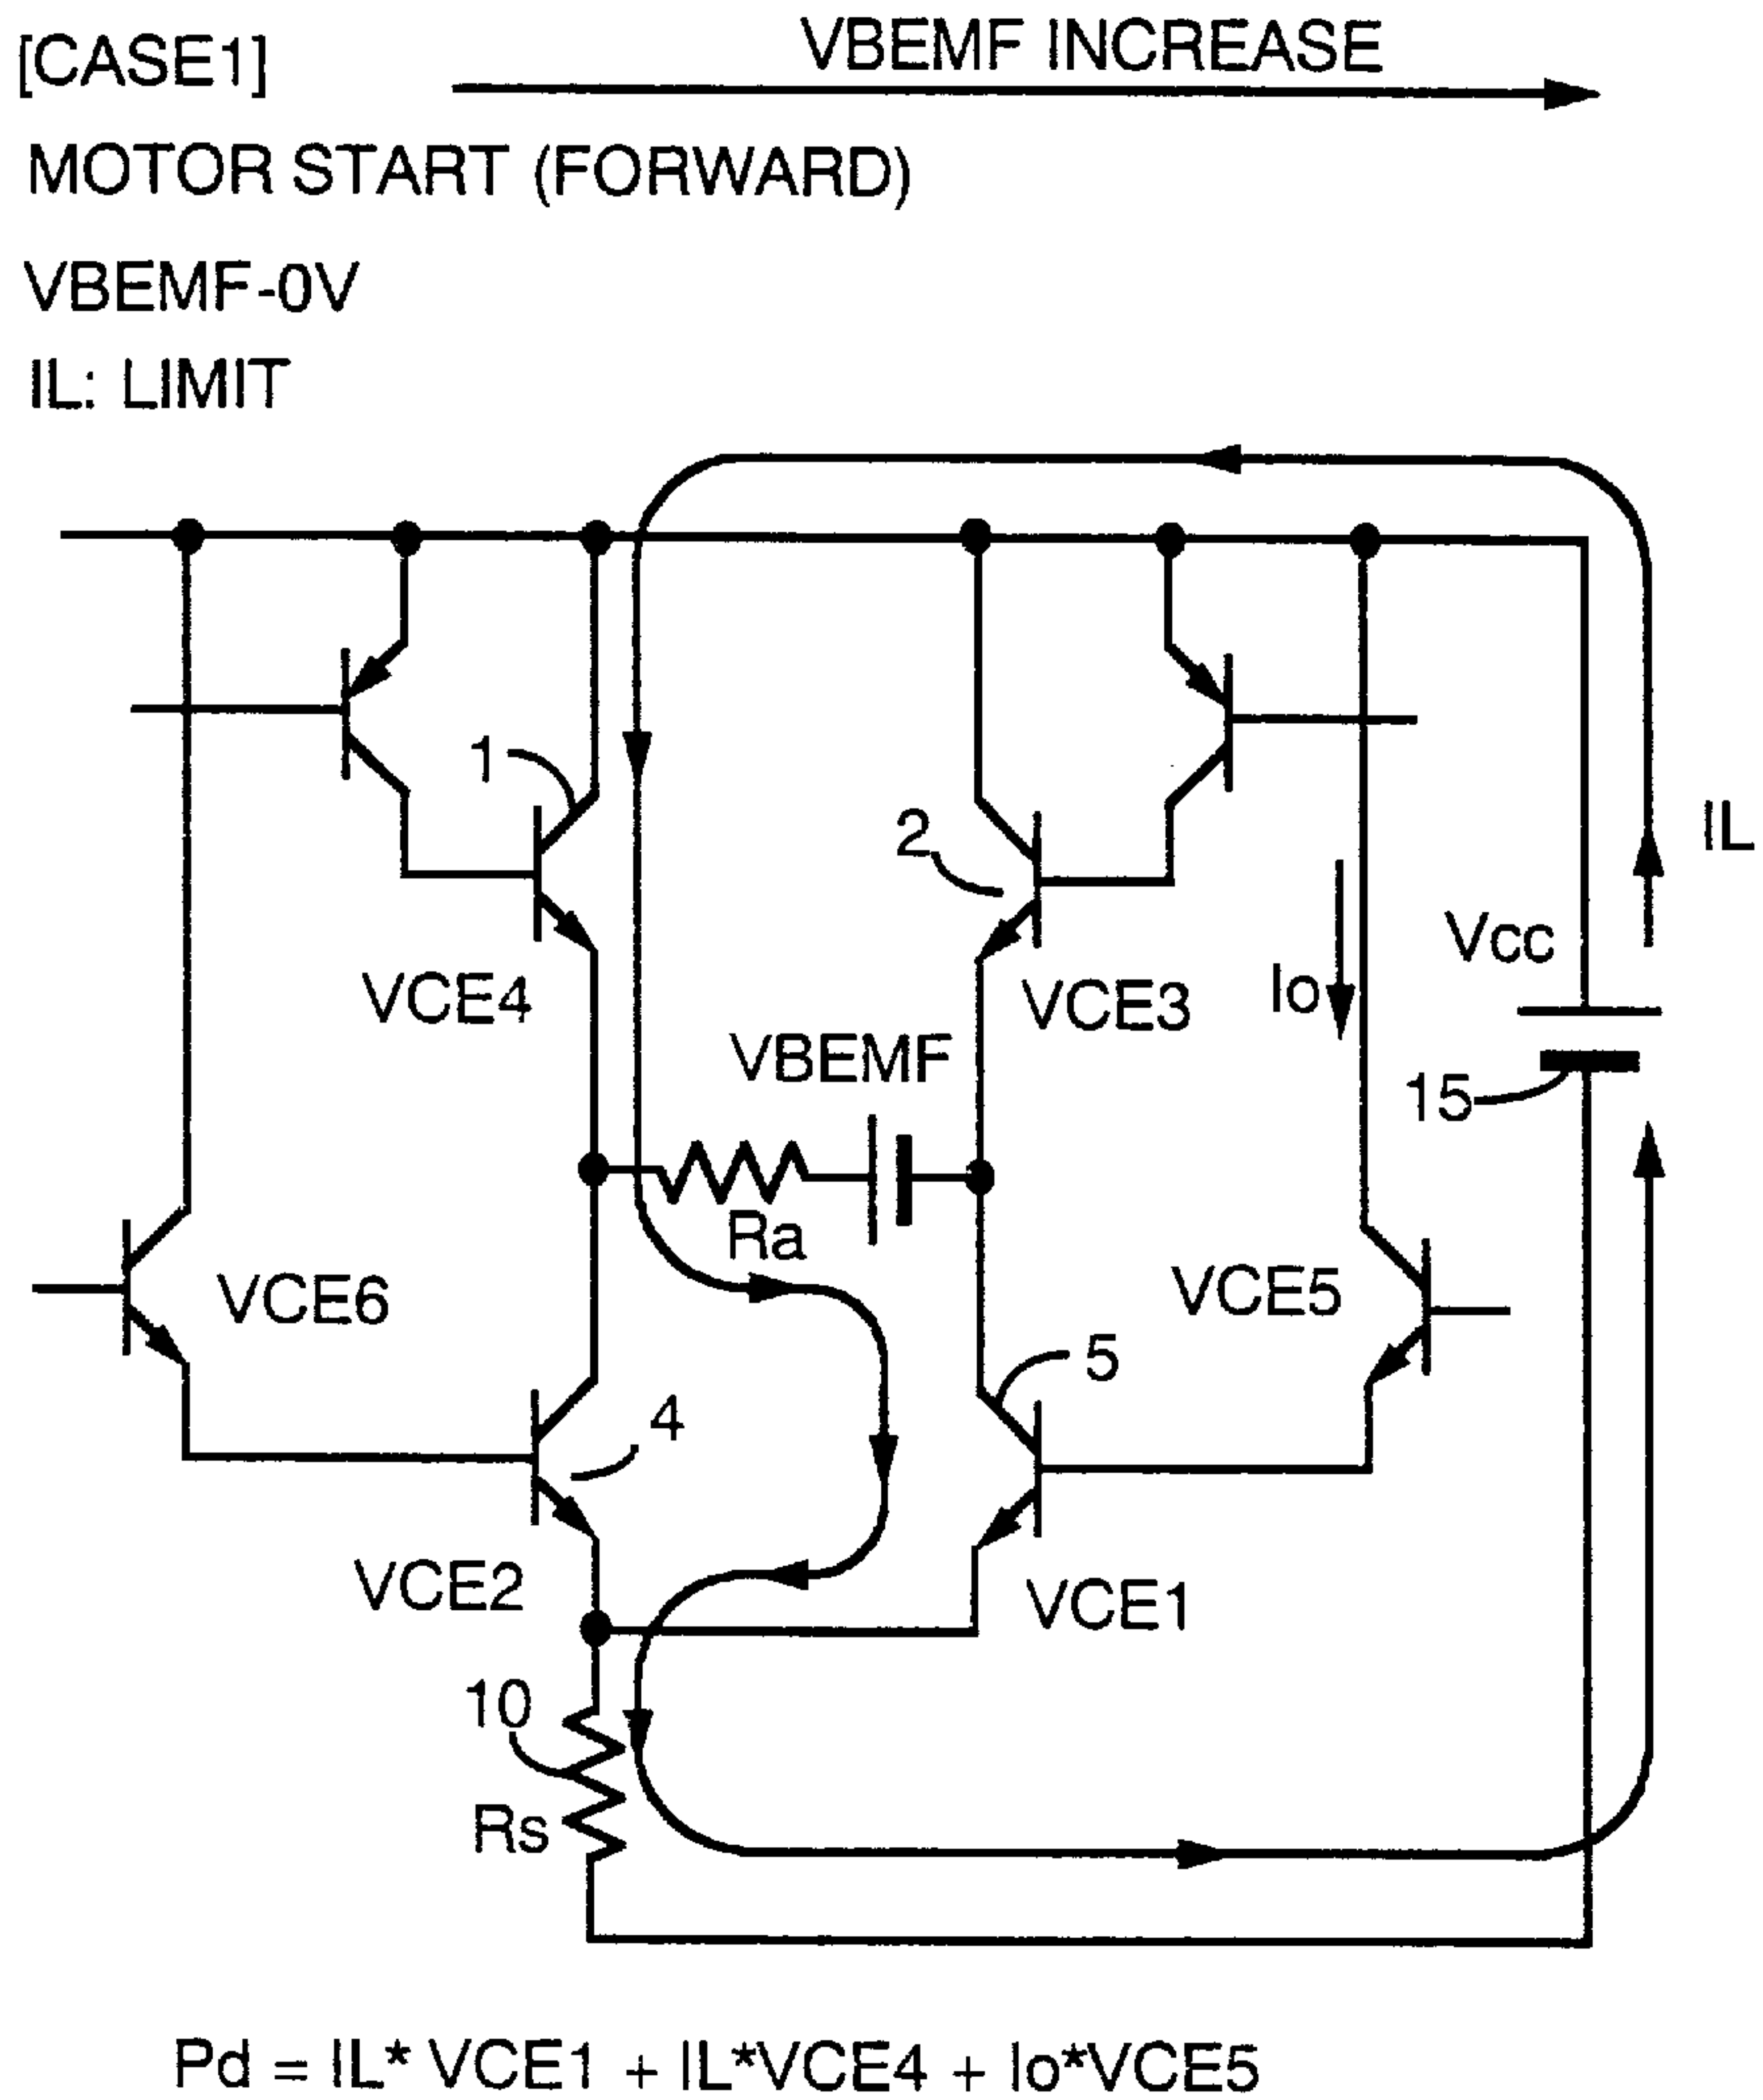 [CASE1]
VBEMF INCREASE
MOTOR START (FORWARD)
VBEMF-0V
IL: LIMIT
1
2
IL
Vcc
VCE4
VCE3
Io
VBEMF
15
Ra
VCE6
VCE5
5
4
VCE2
VCE1
10
Rs
Pd = IL* VCE1 + IL*VCE4 + Io*VCE5